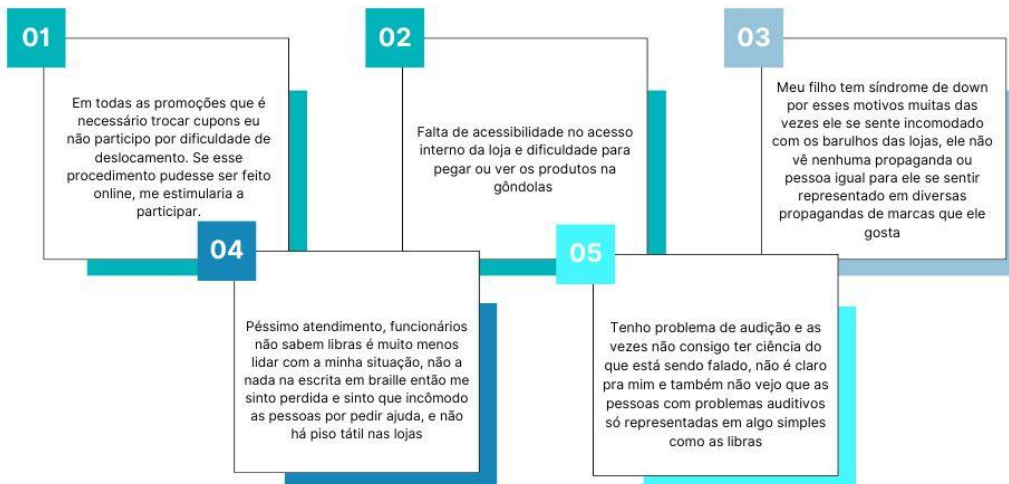 01
Em todas as promoções que é
necessário trocar cupons eu
não participo por dificuldade de
deslocamento. Se esse
procedimento pudesse ser feito
online, me estimularia a
participar.
02
Falta de acessibilidade no acesso
interno da loja e dificuldade para
pegar ou ver os produtos na
gôndolas
03
Meu filho tem síndrome de down
por esses motivos muitas das
vezes ele se sente incomodado
com os barulhos das lojas, ele não
vê nenhuma propaganda ou
pessoa igual para ele se sentir
representado em diversas
propagandas de marcas que ele
gosta
04
Péssimo atendimento, funcionários
não sabem libras é muito menos
lidar com a minha situação, não a
nada na escrita em braille então me
sinto perdida e sinto que incômodo
as pessoas por pedir ajuda, e não
há piso tátil nas lojas
05
Tenho problema de audição e as
vezes não consigo ter ciência do
que está sendo falado, não é claro
pra mim e também não vejo que as
pessoas com problemas auditivos
só representadas em algo simples
como as libras